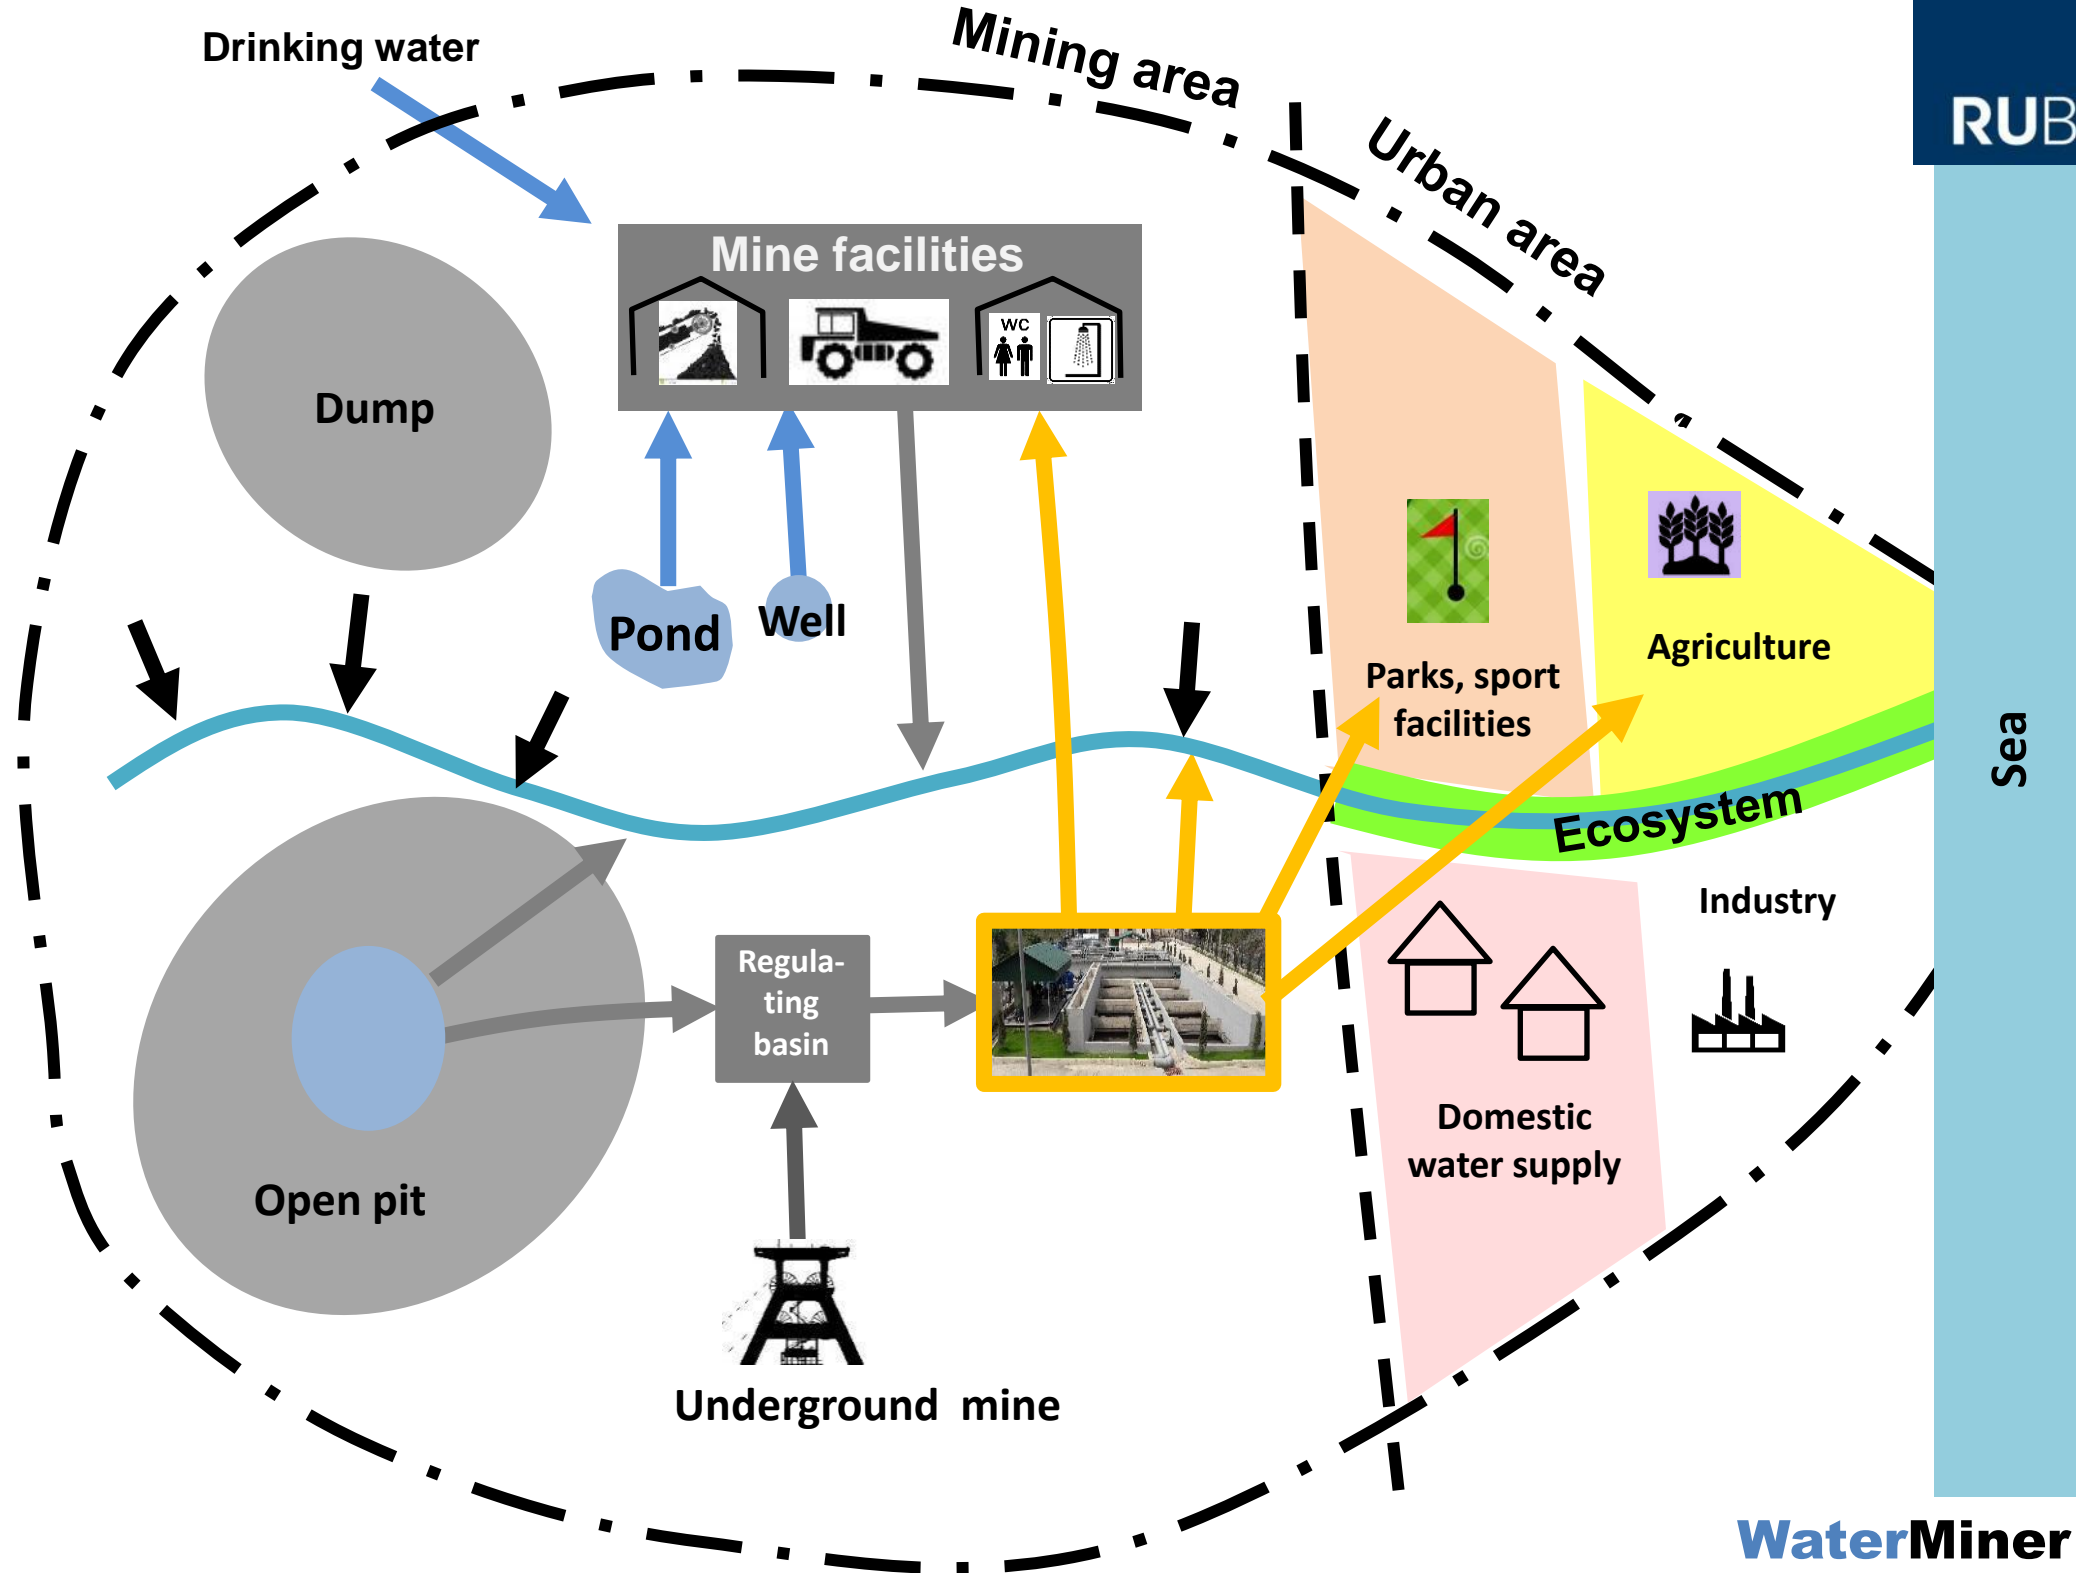 Drinking water
Mining area
Urban area
RUB
Mine facilities
WC
Dump
Pond
Well
Parks, sport
facilities
Agriculture
Sea
Ecosystem
Industry
Regula-
ting
basin
Domestic
water supply
Open pit
Underground mine
WaterMiner